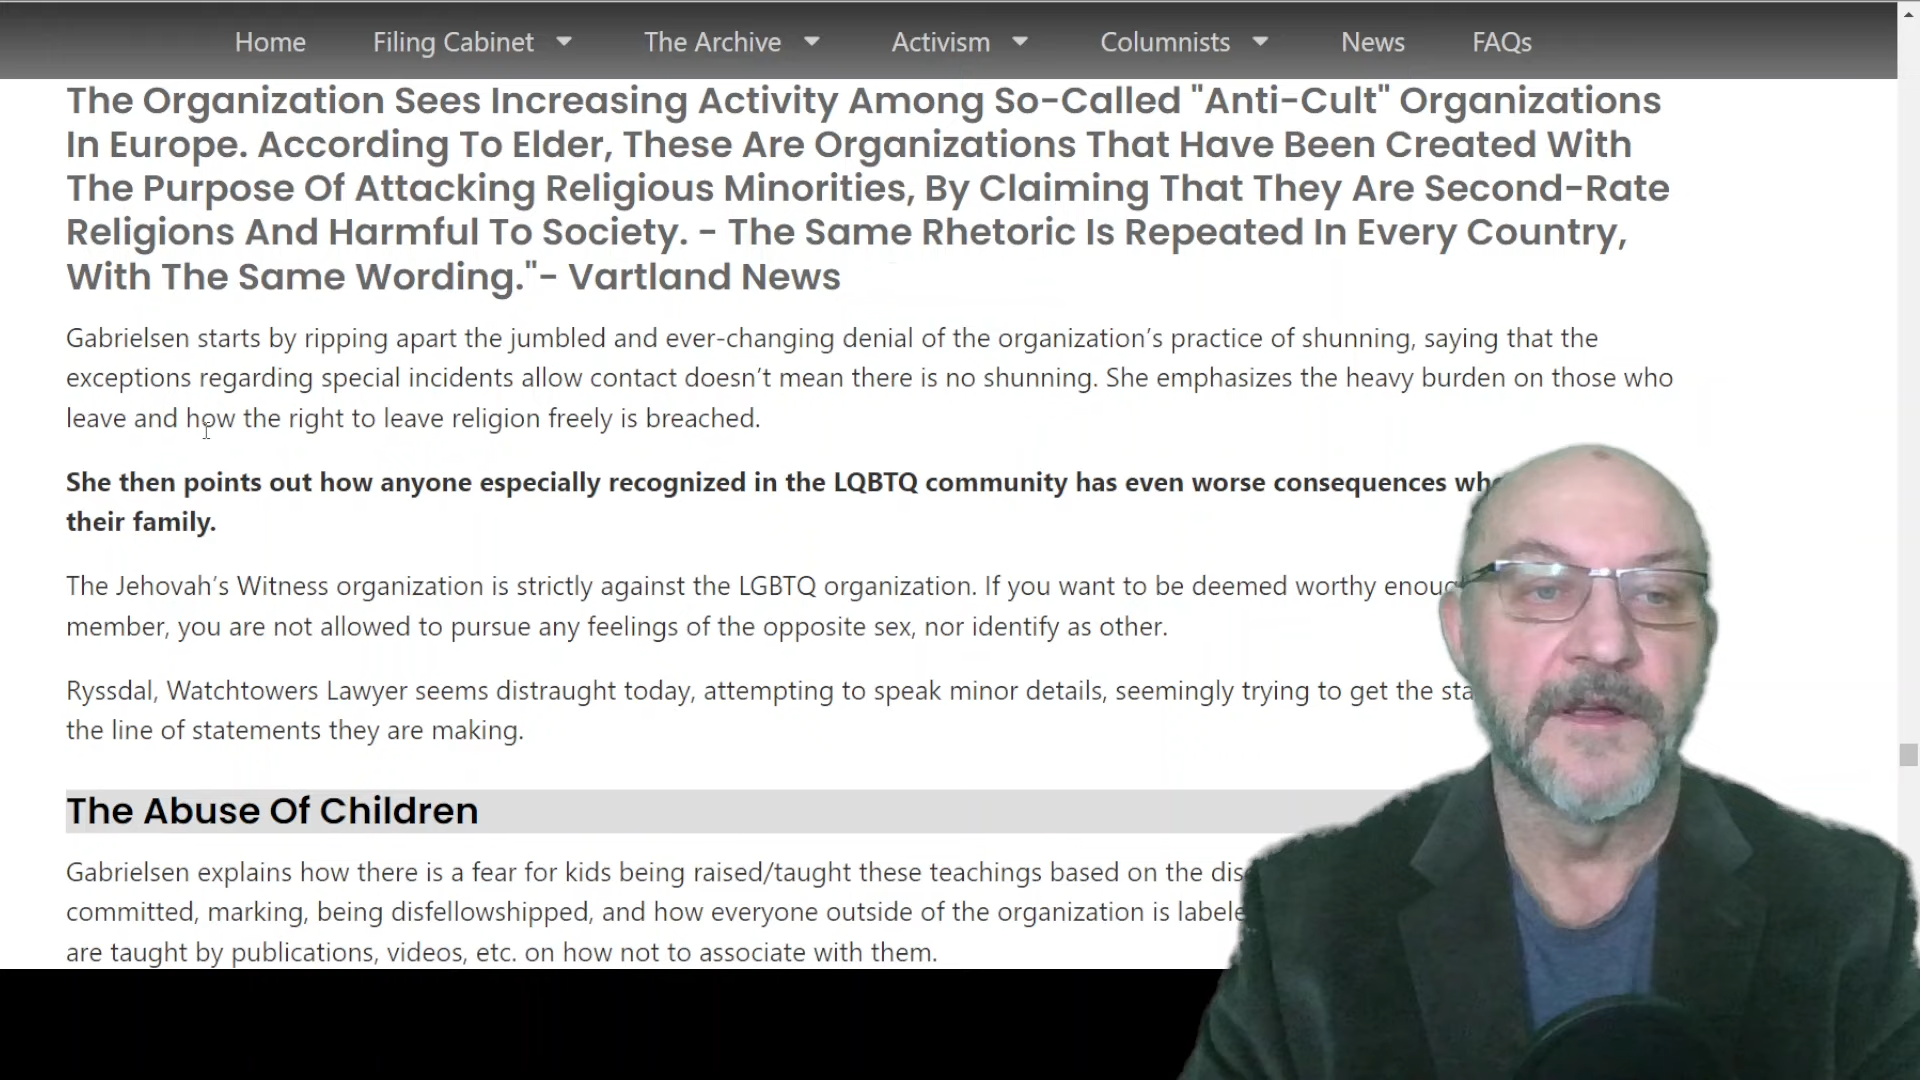 Home Filing Cabinet The Archive Activism Columnists News FAQs
The Organization Sees Increasing Activity Among So-Called "Anti-Cult" Organizations
In Europe. According To Elder, These Are Organizations That Have Been Created With
The Purpose Of Attacking Religious Minorities, By Claiming That They Are Second-Rate
Religions And Harmful To Society. - The Same Rhetoric Is Repeated In Every Country,
With The Same Wording."- Vartland News
Gabrielsen starts by ripping apart the jumbled and ever-changing denial of the organization’s practice of shunning, saying that the
exceptions regarding special incidents allow contact doesn’t mean there is no shunning. She emphasizes the heavy burden on those who
leave and how the right to leave religion freely is breached.
She then points out how anyone especially recognized in the LQBTQ community has even worse consequences
their family.
The Jehovah’s Witness organization is strictly against the LGBTQ organization. If you want to be deemed worthy
member, you are not allowed to pursue any feelings of the opposite sex, nor identify as other.
Ryssdal, Watchtowers Lawyer seems distraught today, attempting to speak minor details, seemingly trying to get the
the line of statements they are making.
The Abuse Of Children
Gabrielsen explains how there is a fear for kids being raised/taught these teachings based on the
committed, marking, being disfellowshipped, and how everyone outside of the organization is
are taught by publications, videos, etc. on how not to associate with them.